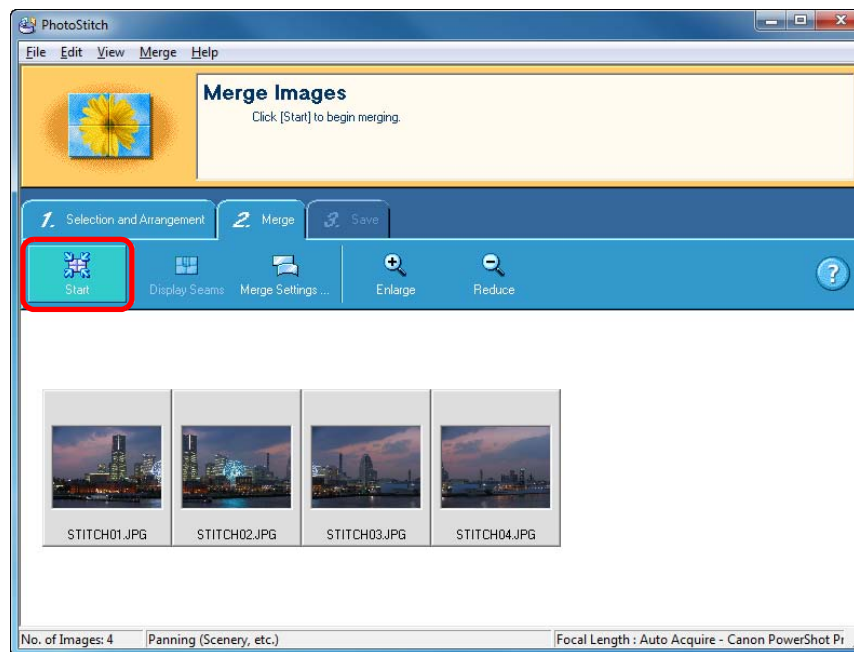 PhotoStitch
File Edit View Merge Help
Merge Images
Click [Start] to begin merging.
1. Selection and Arrangement 2. Merge 3. Save
Start Display Seams Merge Settings ... Enlarge Reduce ?
STITCH01.JPG STITCH02.JPG STITCH03.JPG STITCH04.JPG
No. of Images: 4 Panning (Scenery, etc.) Focal Length : Auto Acquire - Canon PowerShot Pr